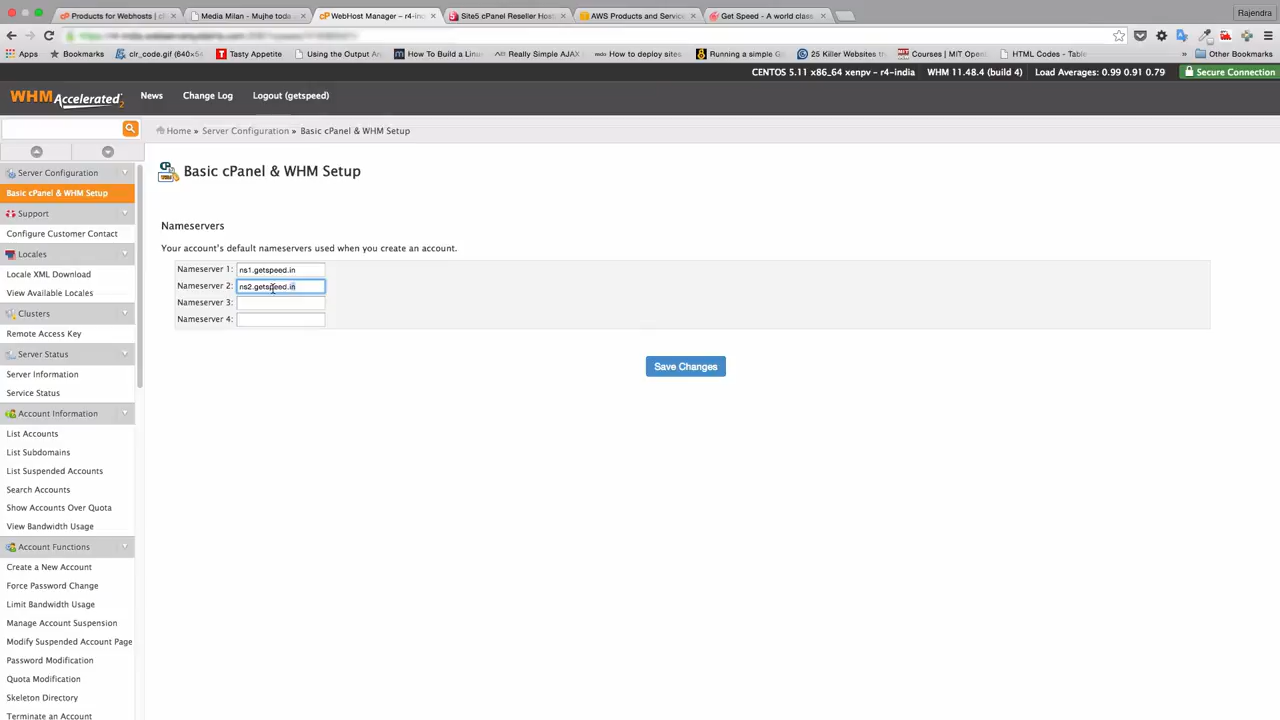 Rajendra
Products for Webhosts | c
Media Milan - Mujhe toda
WebHost Manager – r4-in
Site5 cPanel Reseller Hos
AWS Products and Service
Get Speed - A world class
Apps
Bookmarks
clr_code.gif (640×54
Tasty Appetite
Using the Output
How To Build a Linu
Really Simple AJAX
How to deploy sites
Running a simple
25 Killer Websites
Courses | MIT Open
HTML Codes - Table
»
Other Bookmarks
CENTOS 5.11 x86_64 xenpv – r4-india
WHM 11.48.4 (build 4)
Load Averages: 0.99 0.91 0.79
Secure Connection
WHM Accelerated2
News
Change Log
Logout (getspeed)
Home » Server Configuration » Basic cPanel & WHM Setup
Server Configuration
Basic cPanel & WHM Setup
Support
Configure Customer Contact
Locales
Locale XML Download
View Available Locales
Clusters
Remote Access Key
Server Status
Server Information
Service Status
Account Information
List Accounts
List Subdomains
List Suspended Accounts
Search Accounts
Show Accounts Over Quota
View Bandwidth Usage
Account Functions
Create a New Account
Force Password Change
Limit Bandwidth Usage
Manage Account Suspension
Modify Suspended Account Page
Password Modification
Quota Modification
Skeleton Directory
Terminate an Account
Basic cPanel & WHM Setup
Nameservers
Your account's default nameservers used when you create an account.
Nameserver 1: ns1.getspeed.in
Nameserver 2: ns2.getspeed.in
Nameserver 3:
Nameserver 4:
Save Changes